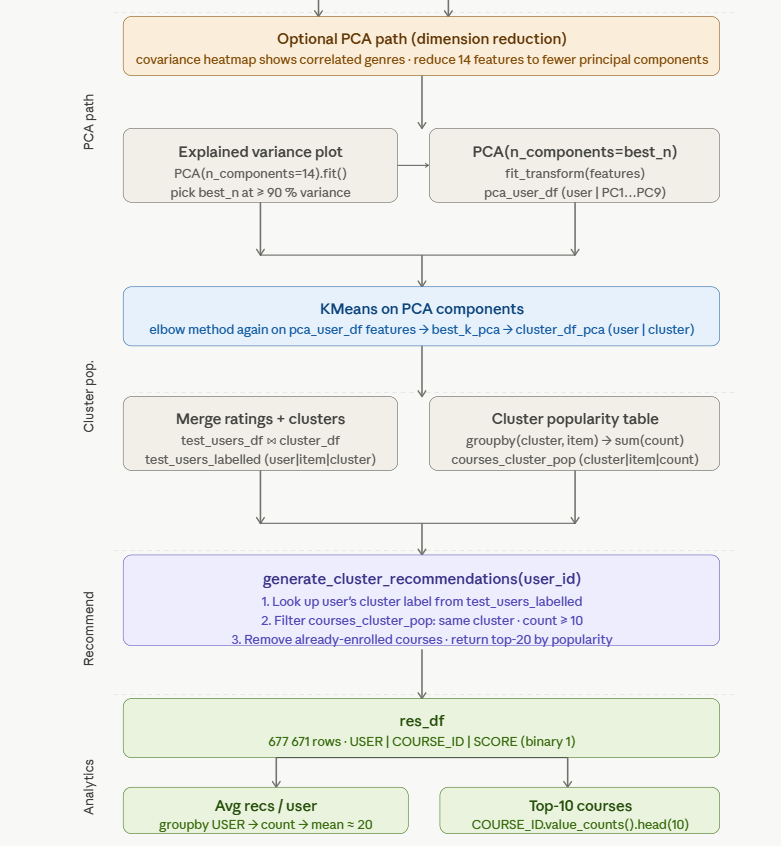 Optional PCA path (dimension reduction)
covariance heatmap shows correlated genres · reduce 14 features to fewer principal components
PCA path
Explained variance plot
PCA(n_components=14).fit()
pick best_n at ≥ 90 % variance
PCA(n_components=best_n)
fit_transform(features)
pca_user_df (user | PC1…PC9)
KMeans on PCA components
elbow method again on pca_user_df features → best_k_pca → cluster_df_pca (user | cluster)
Cluster pop.
Merge ratings + clusters
test_users_df ⋈ cluster_df
test_users_labelled (user|item|cluster)
Cluster popularity table
groupby(cluster, item) → sum(count)
courses_cluster_pop (cluster|item|count)
Recommend
generate_cluster_recommendations(user_id)
1. Look up user's cluster label from test_users_labelled
2. Filter courses_cluster_pop: same cluster · count ≥ 10
3. Remove already-enrolled courses · return top-20 by popularity
res_df
677 671 rows · USER | COURSE_ID | SCORE (binary 1)
Analytics
Avg recs / user
groupby USER → count → mean ≈ 20
Top-10 courses
COURSE_ID.value_counts().head(10)